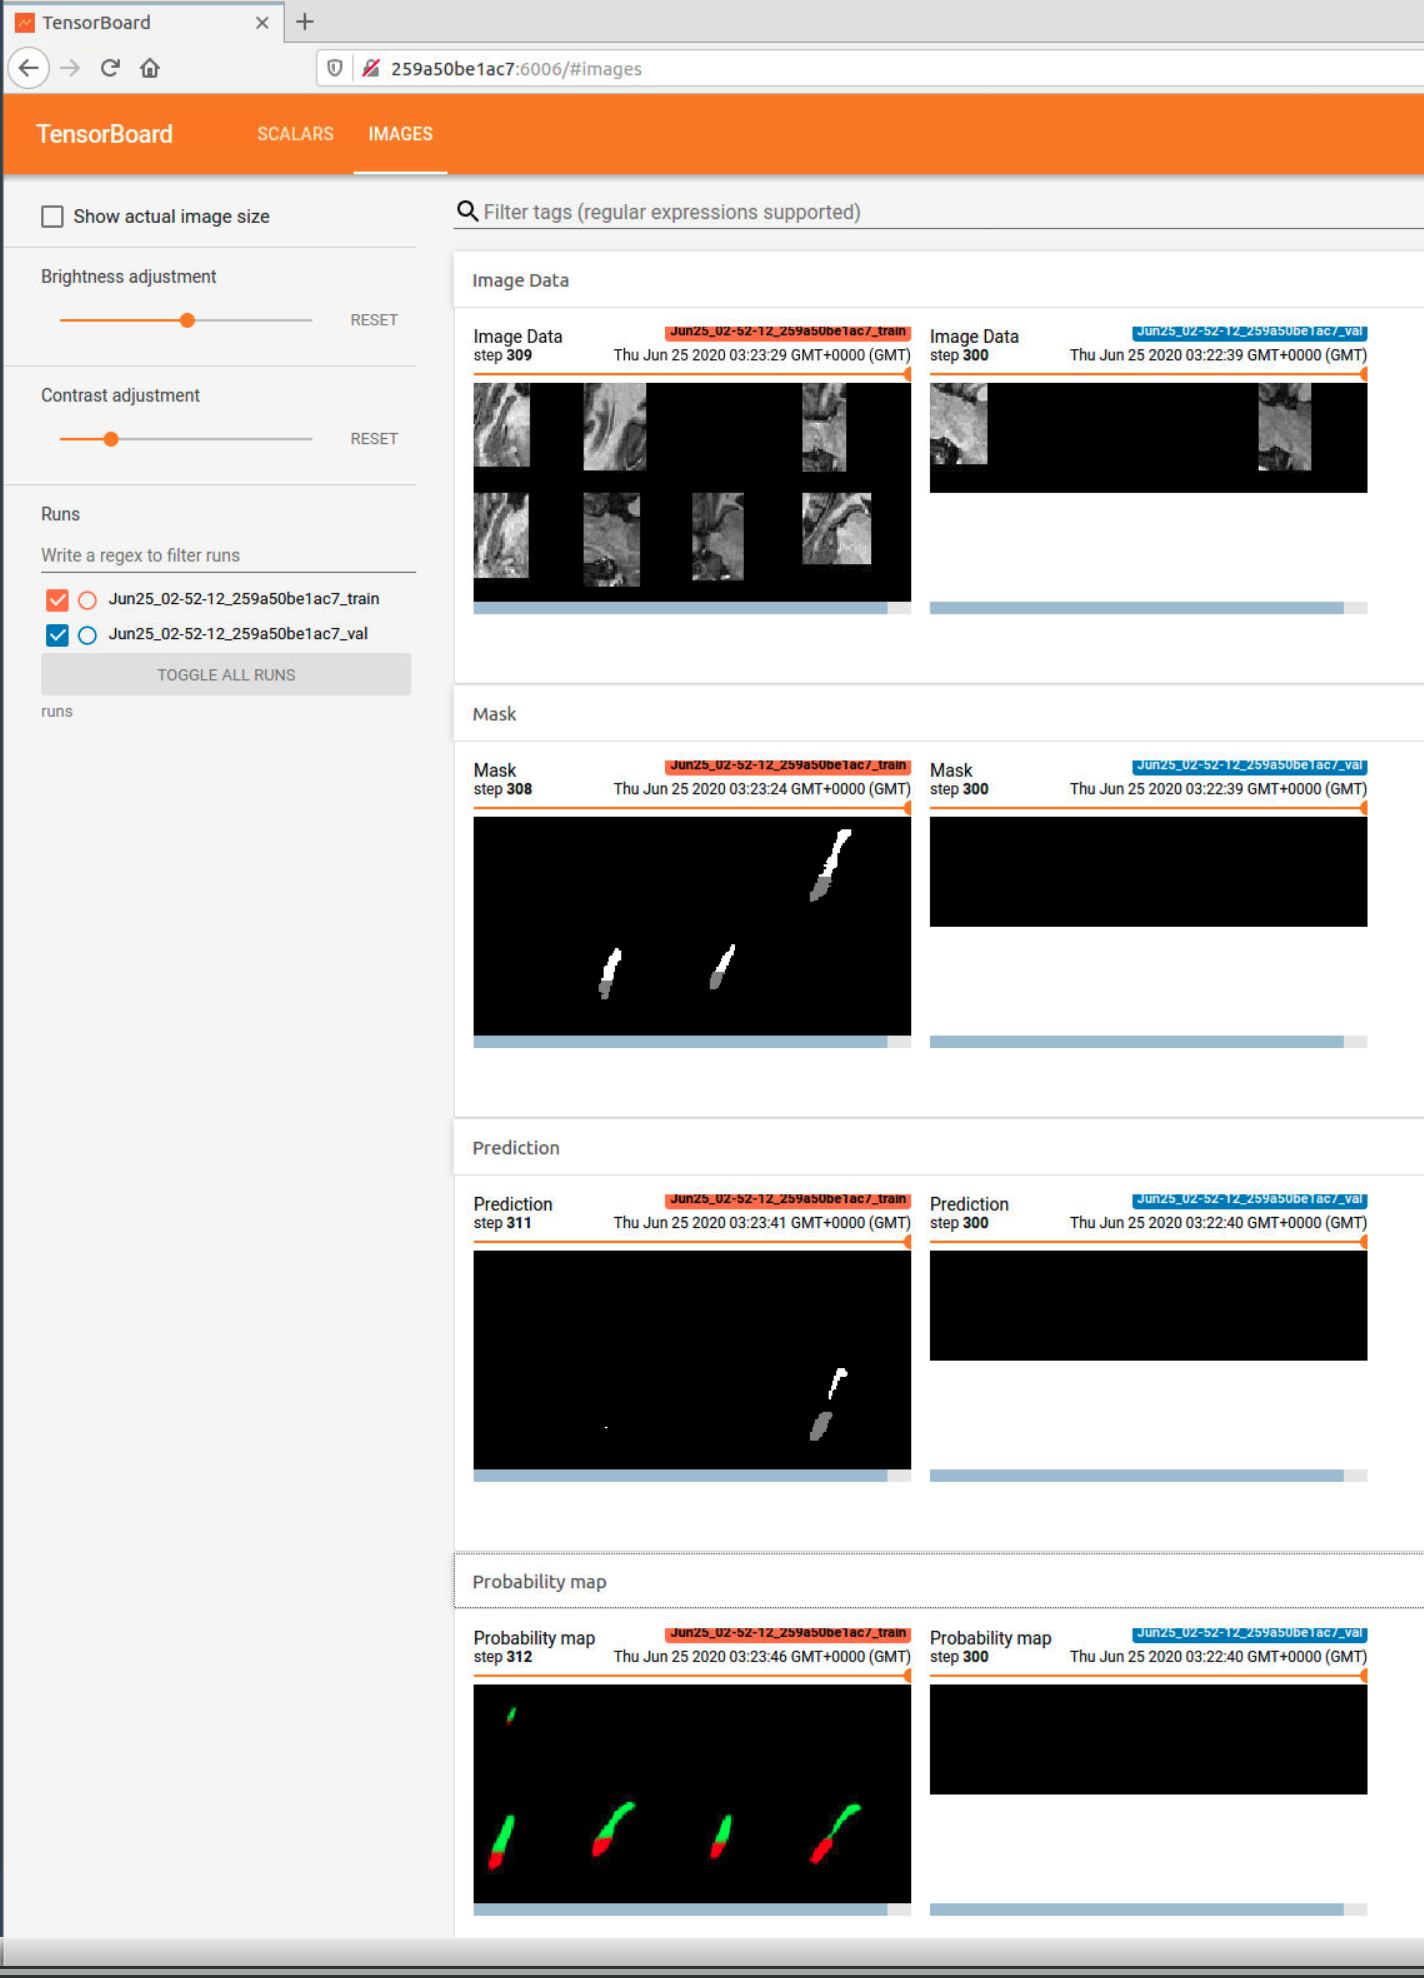 TensorBoard
259a50be1ac7:6006/#images
TensorBoard SCALARS IMAGES
Show actual image size
Filter tags (regular expressions supported)
Brightness adjustment
RESET
Contrast adjustment
RESET
Runs
Write a regex to filter runs
Jun25_02-52-12_259a50be1ac7_train
Jun25_02-52-12_259a50be1ac7_val
TOGGLE ALL RUNS
runs
Image Data
Image Data Jun25_02-52-12_259a50be1ac7_train
step 309 Thu Jun 25 2020 03:23:29 GMT+0000 (GMT)
Image Data Jun25_02-52-12_259a50be1ac7_val
step 300 Thu Jun 25 2020 03:22:39 GMT+0000 (GMT)
Mask
Mask Jun25_02-52-12_259a50be1ac7_train
step 308 Thu Jun 25 2020 03:23:24 GMT+0000 (GMT)
Mask Jun25_02-52-12_259a50be1ac7_val
step 300 Thu Jun 25 2020 03:22:39 GMT+0000 (GMT)
Prediction
Prediction Jun25_02-52-12_259a50be1ac7_train
step 311 Thu Jun 25 2020 03:23:41 GMT+0000 (GMT)
Prediction Jun25_02-52-12_259a50be1ac7_val
step 300 Thu Jun 25 2020 03:22:40 GMT+0000 (GMT)
Probability map
Probability map Jun25_02-52-12_259a50be1ac7_train
step 312 Thu Jun 25 2020 03:23:46 GMT+0000 (GMT)
Probability map Jun25_02-52-12_259a50be1ac7_val
step 300 Thu Jun 25 2020 03:22:40 GMT+0000 (GMT)